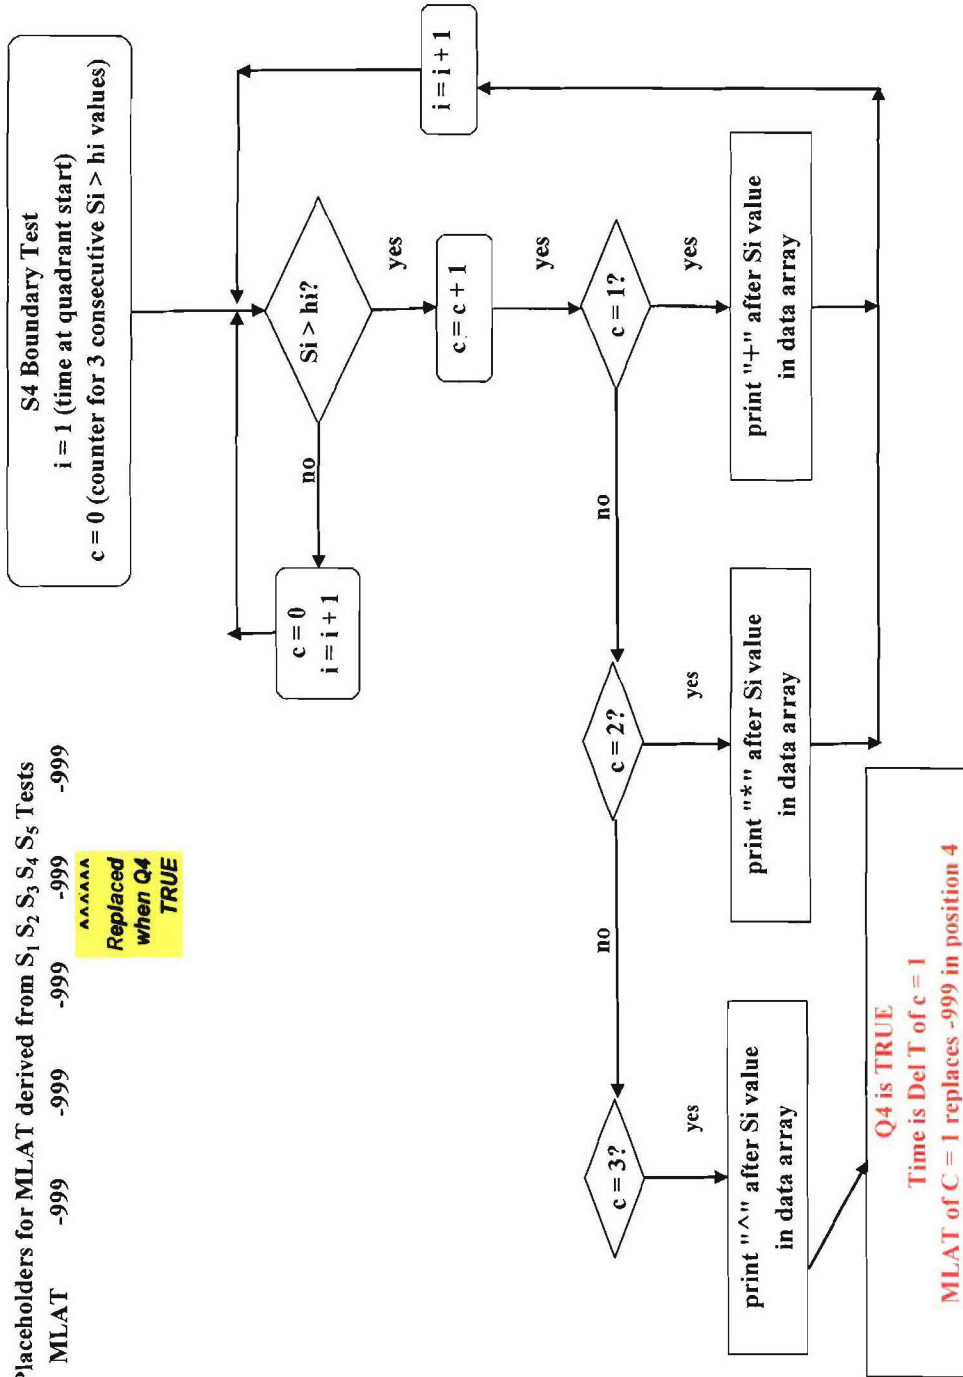 Placeholders for MLAT derived from S1 S2 S3 S4 S5 Tests
MLAT -999 -999 -999 -999 -999
^^^^^^
Replaced
when Q4
TRUE
S4 Boundary Test
i = 1 (time at quadrant start)
c = 0 (counter for 3 consecutive Si > hi values)
Si > hi?
no
c = 0
i = i + 1
yes
c = c + 1
i = i + 1
yes
c = 1?
no
yes
print "+" after Si value
in data array
c = 2?
no
yes
print "*" after Si value
in data array
c = 3?
yes
print "^" after Si value
in data array
Q4 is TRUE
Time is Del T of c = 1
MLAT of C = 1 replaces -999 in position 4